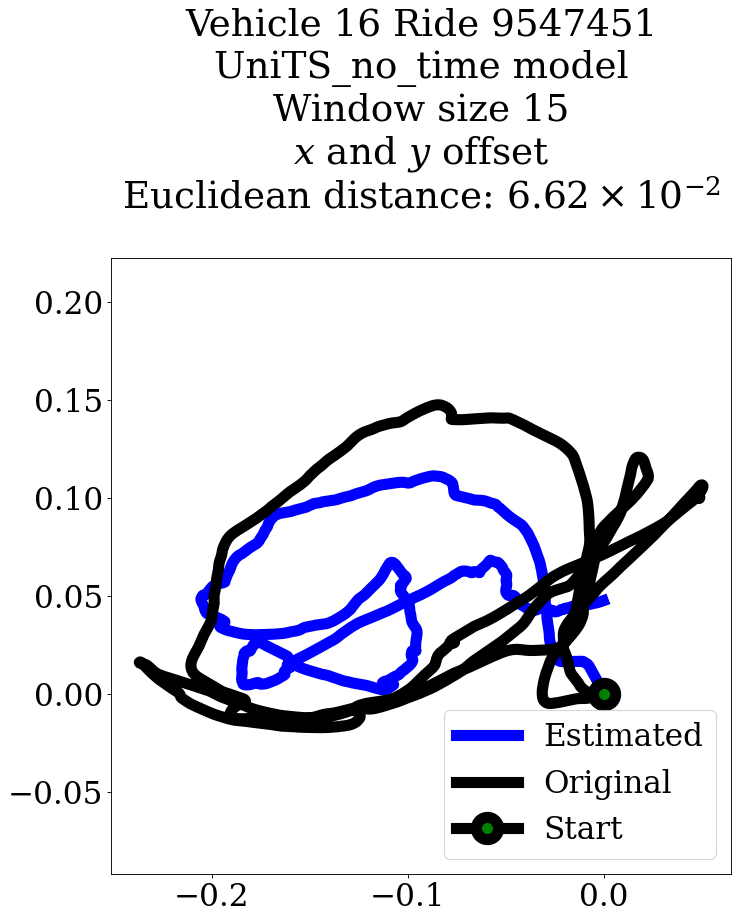 Vehicle 16 Ride 9547451
UniTS_no_time model
Window size 15
x and y offset
Euclidean distance: 6.62 × 10⁻²
0.20
0.15
0.10
0.05
0.00
−0.05
−0.2
−0.1
0.0
Estimated
Original
Start